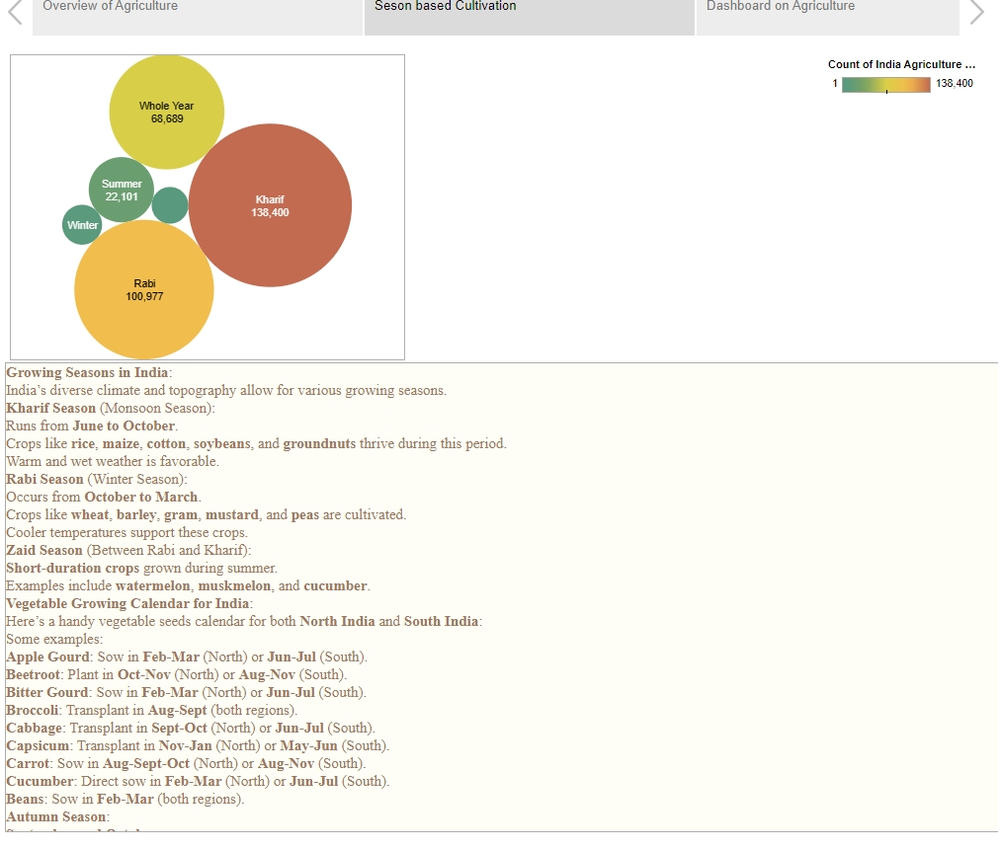 Overview of Agriculture
Seson based Cultivation
Dashboard on Agriculture
Whole Year
68,689
Summer
22,101
Winter
Kharif
138,400
Rabi
100,977
Count of India Agriculture ...
1
138,400
Growing Seasons in India:
India’s diverse climate and topography allow for various growing seasons.
Kharif Season (Monsoon Season):
Runs from June to October.
Crops like rice, maize, cotton, soybeans, and groundnuts thrive during this period.
Warm and wet weather is favorable.
Rabi Season (Winter Season):
Occurs from October to March.
Crops like wheat, barley, gram, mustard, and peas are cultivated.
Cooler temperatures support these crops.
Zaid Season (Between Rabi and Kharif):
Short-duration crops grown during summer.
Examples include watermelon, muskmelon, and cucumber.
Vegetable Growing Calendar for India:
Here’s a handy vegetable seeds calendar for both North India and South India:
Some examples:
Apple Gourd: Sow in Feb-Mar (North) or Jun-Jul (South).
Beetroot: Plant in Oct-Nov (North) or Aug-Nov (South).
Bitter Gourd: Sow in Feb-Mar (North) or Jun-Jul (South).
Broccoli: Transplant in Aug-Sept (both regions).
Cabbage: Transplant in Sept-Oct (North) or Jun-Jul (South).
Capsicum: Transplant in Nov-Jan (North) or May-Jun (South).
Carrot: Sow in Aug-Sept-Oct (North) or Aug-Nov (South).
Cucumber: Direct sow in Feb-Mar (North) or Jun-Jul (South).
Beans: Sow in Feb-Mar (both regions).
Autumn Season: